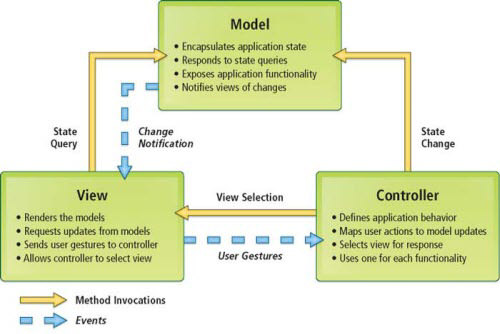 Model
• Encapsulates application state
• Responds to state queries
• Exposes application functionality
• Notifies views of changes
State
Query
Change
Notification
State
Change
View
• Renders the models
• Requests updates from models
• Sends user gestures to controller
• Allows controller to select view
View Selection
User Gestures
Controller
• Defines application behavior
• Maps user actions to model updates
• Selects view for response
• Uses one for each functionality
Method Invocations
Events